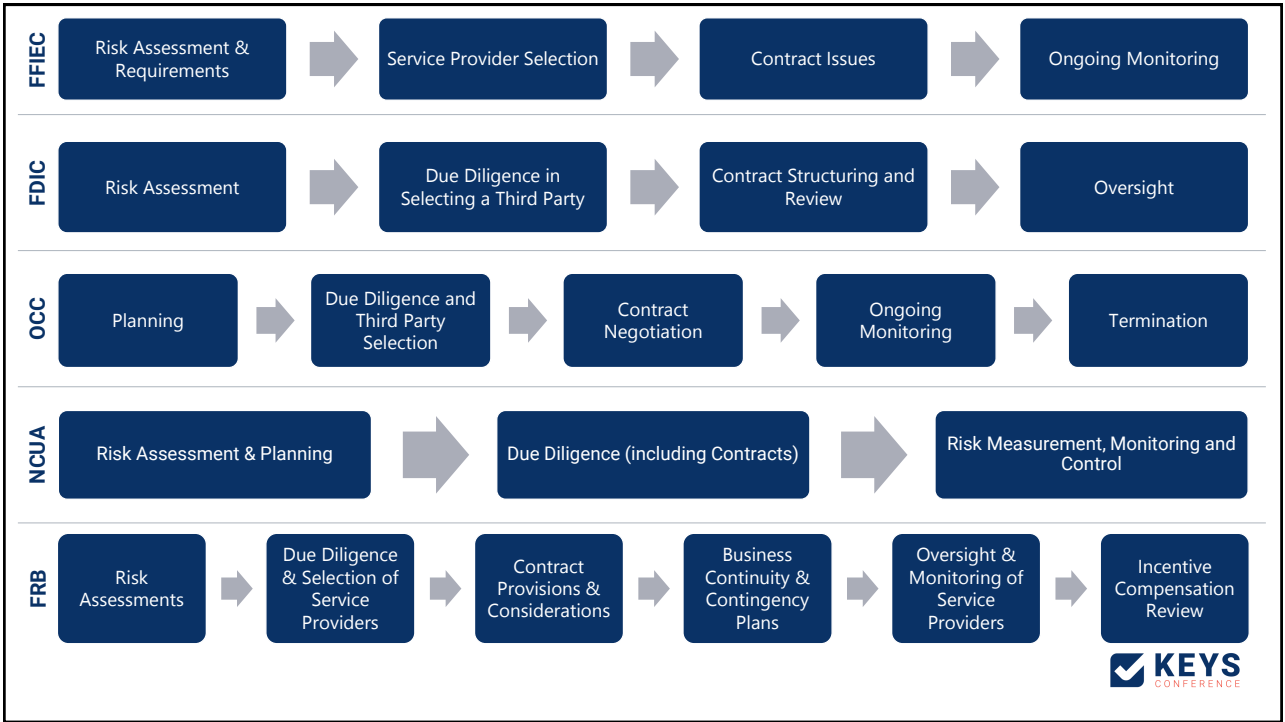 FFIEC
Risk Assessment &
Requirements
Service Provider Selection
Contract Issues
Ongoing Monitoring
FDIC
Risk Assessment
Due Diligence in
Selecting a Third Party
Contract Structuring and
Review
Oversight
OCC
Planning
Due Diligence and
Third Party
Selection
Contract
Negotiation
Ongoing
Monitoring
Termination
NCUA
Risk Assessment & Planning
Due Diligence (including Contracts)
Risk Measurement, Monitoring and
Control
FRB
Risk
Assessments
Due Diligence
& Selection of
Service
Providers
Contract
Provisions &
Considerations
Business
Continuity &
Contingency
Plans
Oversight &
Monitoring of
Service
Providers
Incentive
Compensation
Review
KEYS
CONFERENCE